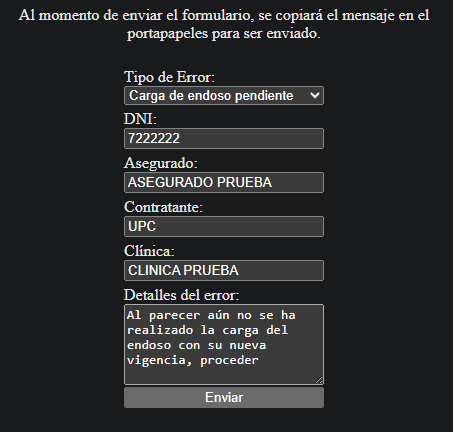 Al momento de enviar el formulario, se copiará el mensaje en el
portapapeles para ser enviado.
Tipo de Error:
Carga de endoso pendiente
DNI:
7222222
Asegurado:
ASEGURADO PRUEBA
Contratante:
UPC
Clínica:
CLINICA PRUEBA
Detalles del error:
Al parecer aún no se ha
realizado la carga del
endoso con su nueva
vigencia, proceder
Enviar